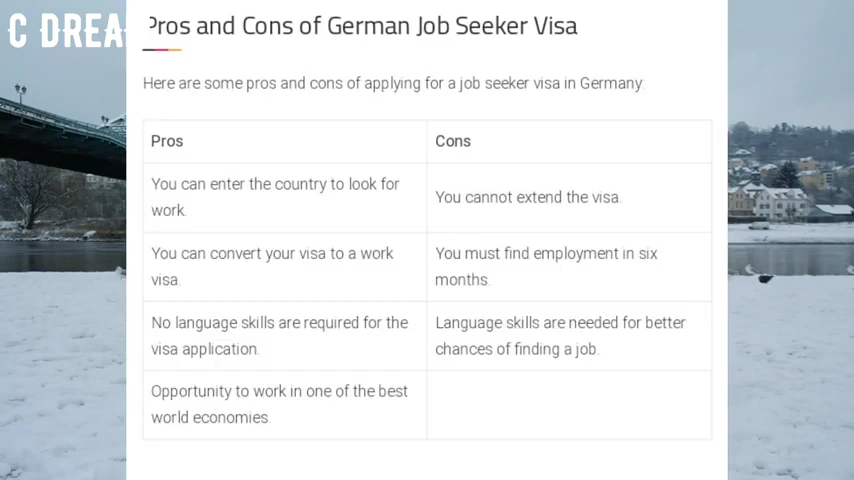 C DREA
Pros and Cons of German Job Seeker Visa
Here are some pros and cons of applying for a job seeker visa in Germany:
Pros
Cons
You can enter the country to look for
work.
You cannot extend the visa.
You can convert your visa to a work
visa.
You must find employment in six
months.
No language skills are required for the
visa application.
Language skills are needed for better
chances of finding a job.
Opportunity to work in one of the best
world economies.